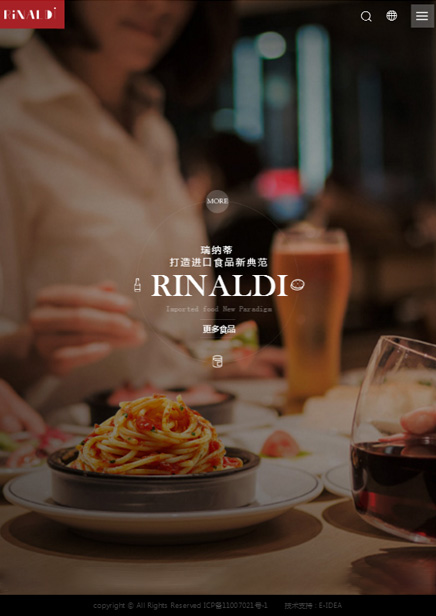 RINALDI
MORE
瑞纳蒂
打造进口食品新典范
RINALDI
Imported food New Paradigm
更多食品
copyright © All Rights Reserved ICP备11007021号-1 技术支持：E-IDEA